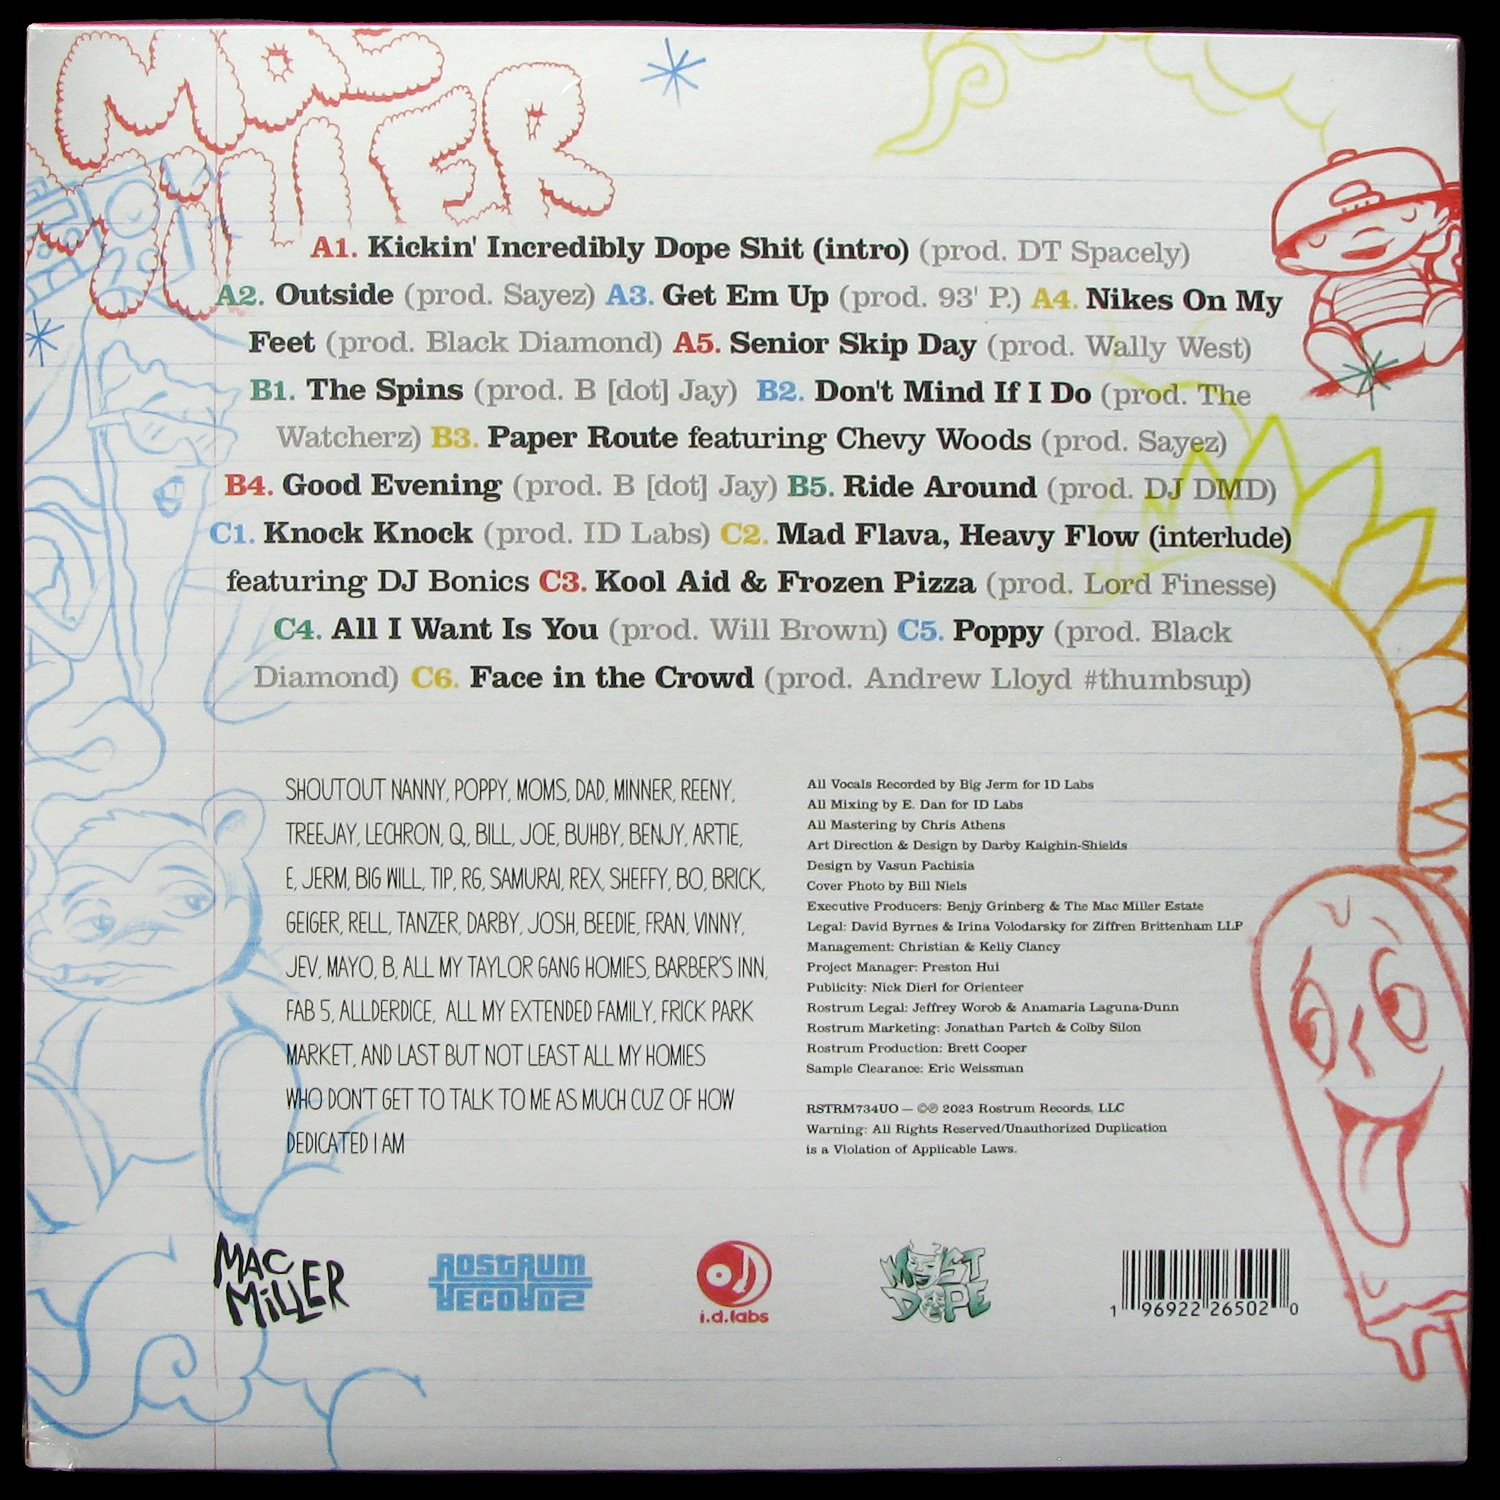 MAC
MILLER
A1. Kickin' Incredibly Dope Shit (intro) (prod. DT Spacely)
A2. Outside (prod. Sayez) A3. Get Em Up (prod. 93' P.) A4. Nikes On My
Feet (prod. Black Diamond) A5. Senior Skip Day (prod. Wally West)
B1. The Spins (prod. B [dot] Jay) B2. Don't Mind If I Do (prod. The
Watcherz) B3. Paper Route featuring Chevy Woods (prod. Sayez)
B4. Good Evening (prod. B [dot] Jay) B5. Ride Around (prod. DJ DMD)
C1. Knock Knock (prod. ID Labs) C2. Mad Flava, Heavy Flow (interlude)
featuring DJ Bonics C3. Kool Aid & Frozen Pizza (prod. Lord Finesse)
C4. All I Want Is You (prod. Will Brown) C5. Poppy (prod. Black
Diamond) C6. Face in the Crowd (prod. Andrew Lloyd #thumbsup)
SHOUTOUT NANNY, POPPY, MOMS, DAD, MINNER, REENY,
TREEJAY, LECHRON, Q,, BILL, JOE, BUHBY, BENJY, ARTIE,
E, JERM, BIG WILL, TIP, RG, SAMURAI, REX, SHEFFY, BO, BRICK,
GEIGER, RELL, TANZER, DARBY, JOSH, BEEDIE, FRAN, VINNY,
JEV, MAYO, B, ALL MY TAYLOR GANG HOMIES, BARBER'S INN,
FAB 5, ALLDERDICE, ALL MY EXTENDED FAMILY, FRICK PARK
MARKET, AND LAST BUT NOT LEAST ALL MY HOMIES
WHO DON'T GET TO TALK TO ME AS MUCH CUZ OF HOW
DEDICATED I AM
All Vocals Recorded by Big Jerm for ID Labs
All Mixing by E. Dan for ID Labs
All Mastering by Chris Athens
Art Direction & Design by Darby Kaighin-Shields
Design by Vasun Pachisia
Cover Photo by Bill Niels
Executive Producers: Benjy Grinberg & The Mac Miller Estate
Legal: David Byrnes & Irina Volodarsky for Ziffren Brittenham LLP
Management: Christian & Kelly Clancy
Project Manager: Preston Hui
Publicity: Nick Dierl for Orienteer
Rostrum Legal: Jeffrey Worob & Anamaria Laguna-Dunn
Rostrum Marketing: Jonathan Partch & Colby Silon
Rostrum Production: Brett Cooper
Sample Clearance: Eric Weissman
RSTRM734UO — ©℗ 2023 Rostrum Records, LLC
Warning: All Rights Reserved/Unauthorized Duplication
is a Violation of Applicable Laws.
MAC
MiLLER
ROSTRUM
RECORDS
i.d.labs
MOST
DOPE
1 96922 26502 0